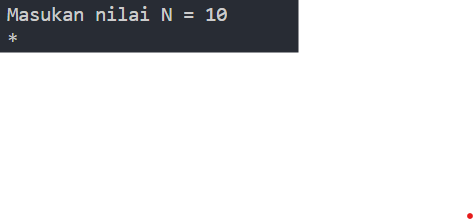 Masukan nilai N = 10
*